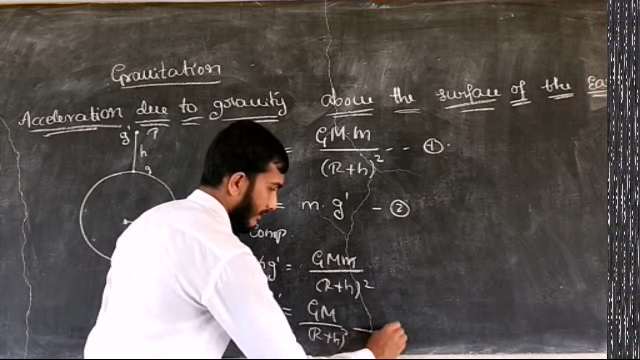 Gravitation
Acceleration due to gravity above the surface of the Ea
g' P
h
g
= GM.m / (R+h)² -- ①.
= m.g' - ②
comp.
g' = GMm / (R+h)²
= GM / (R+h)² —